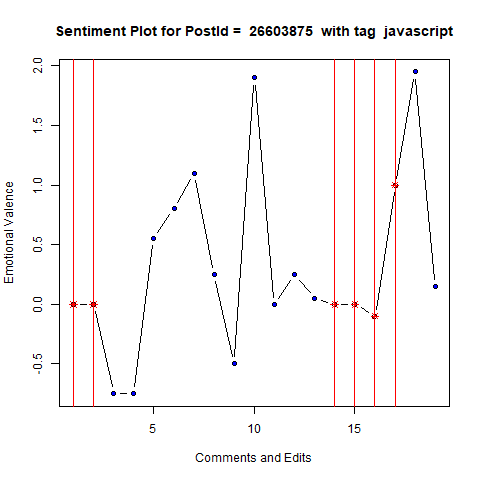 Sentiment Plot for PostId = 26603875 with tag javascript
Emotional Valence
2.0
1.5
1.0
0.5
0.0
-0.5
5 10 15
Comments and Edits